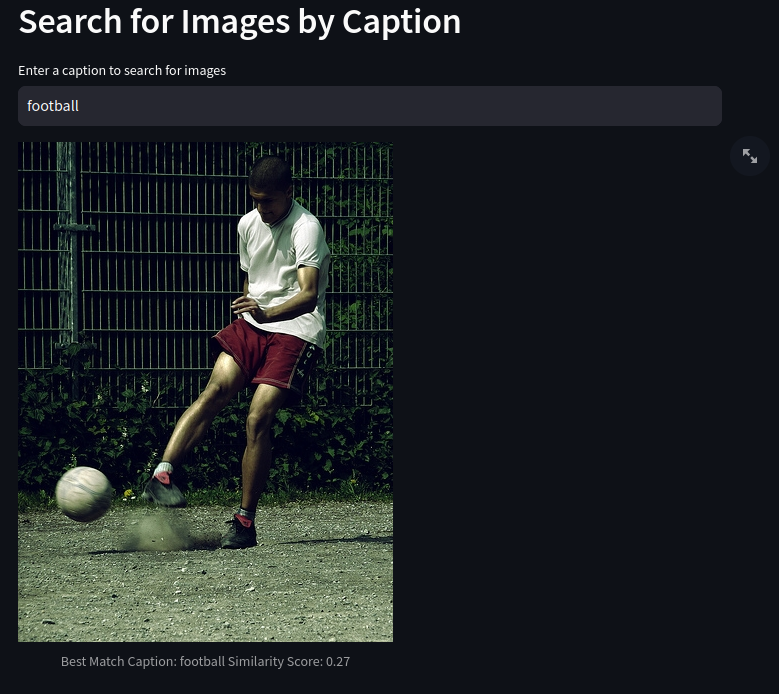 Search for Images by Caption
Enter a caption to search for images
football
Best Match Caption: football Similarity Score: 0.27